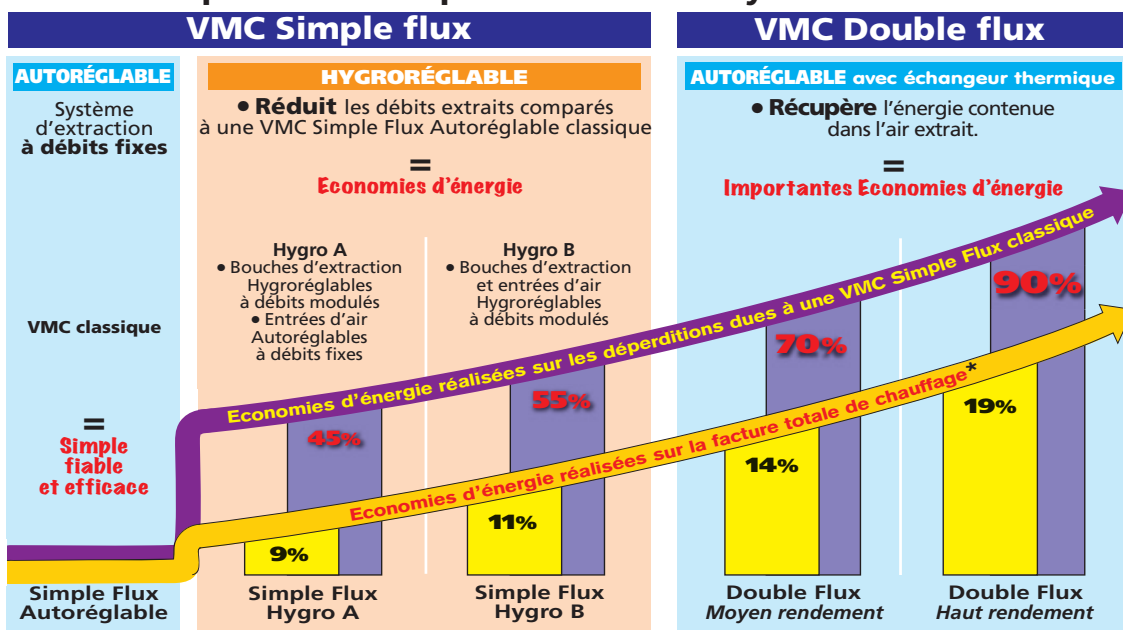 VMC Simple flux
VMC Double flux
AUTORÉGLABLE
Système
d'extraction
à débits fixes
VMC classique
=
Simple
fiable
et efficace
HYGRORÉGLABLE
• Réduit les débits extraits comparés
à une VMC Simple Flux Autoréglable classique
=
Economies d'énergie
Hygro A
• Bouches d'extraction
Hygroréglables
à débits modulés
• Entrées d'air
Autoréglables
à débits fixes
Hygro B
• Bouches d'extraction
et entrées d'air
Hygroréglables
à débits modulés
AUTORÉGLABLE avec échangeur thermique
• Récupère l'énergie contenue
dans l'air extrait.
=
Importantes Economies d'énergie
Economies d'énergie réalisées sur les déperditions dues à une VMC Simple Flux classique
45%
55%
70%
90%
Economies d'énergie réalisées sur la facture totale de chauffage*
9%
11%
14%
19%
Simple Flux
Autoréglable
Simple Flux
Hygro A
Simple Flux
Hygro B
Double Flux
Moyen rendement
Double Flux
Haut rendement